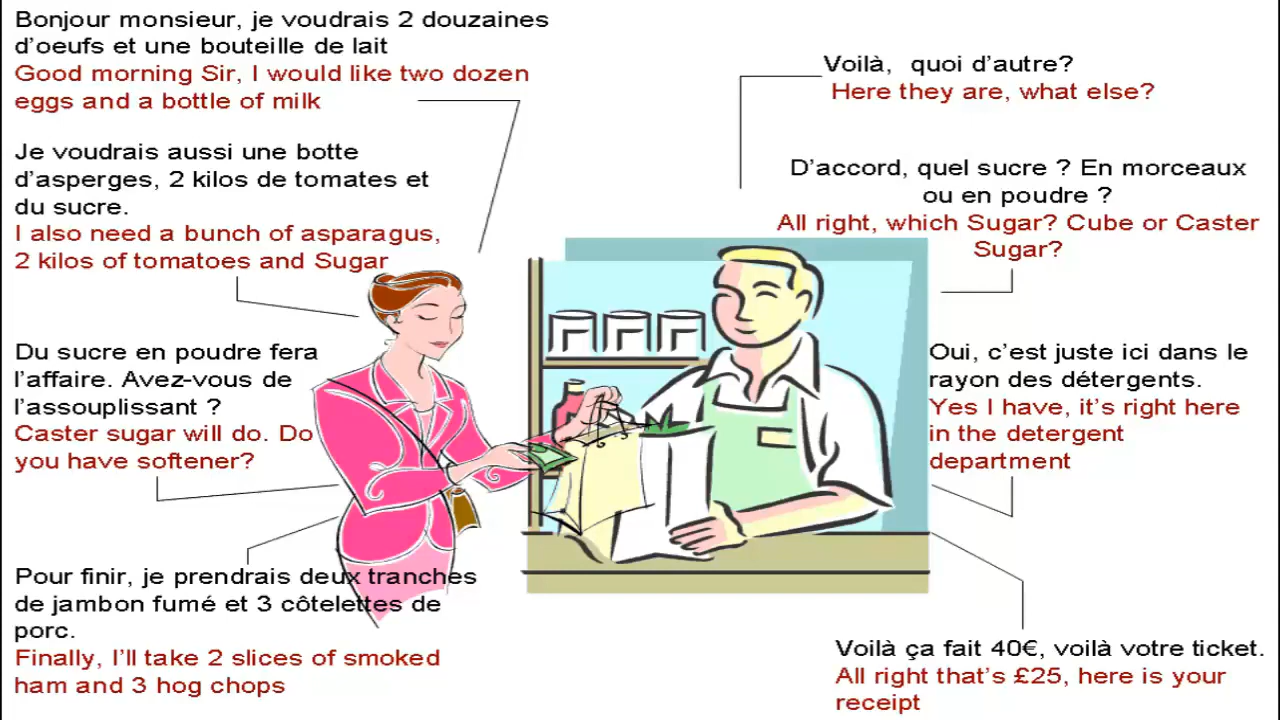 Bonjour monsieur, je voudrais 2 douzaines
d'oeufs et une bouteille de lait
Good morning Sir, I would like two dozen
eggs and a bottle of milk
Voilà, quoi d'autre?
Here they are, what else?
Je voudrais aussi une botte
d'asperges, 2 kilos de tomates et
du sucre.
I also need a bunch of asparagus,
2 kilos of tomatoes and Sugar
D'accord, quel sucre ? En morceaux
ou en poudre ?
All right, which Sugar? Cube or Caster
Sugar?
Du sucre en poudre fera
l'affaire. Avez-vous de
l'assouplissant ?
Caster sugar will do. Do
you have softener?
Oui, c'est juste ici dans le
rayon des détergents.
Yes I have, it's right here
in the detergent
department
Pour finir, je prendrais deux tranches
de jambon fumé et 3 côtelettes de
porc.
Finally, I'll take 2 slices of smoked
ham and 3 hog chops
Voilà ça fait 40€, voilà votre ticket.
All right that's £25, here is your
receipt